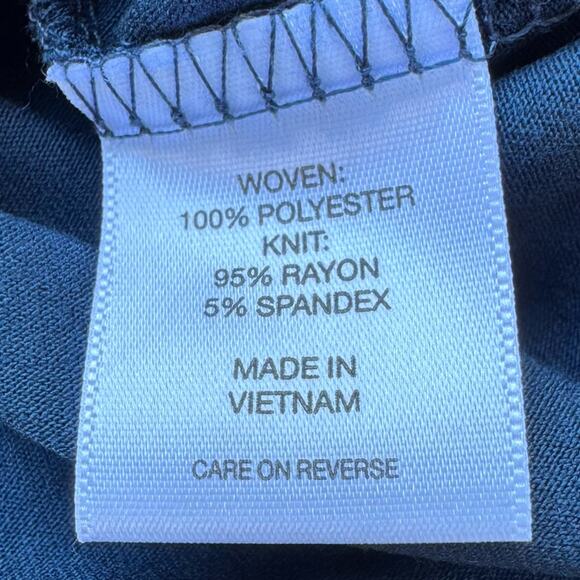 WOVEN:
100% POLYESTER
KNIT:
95% RAYON
5% SPANDEX
MADE IN
VIETNAM
CARE ON REVERSE